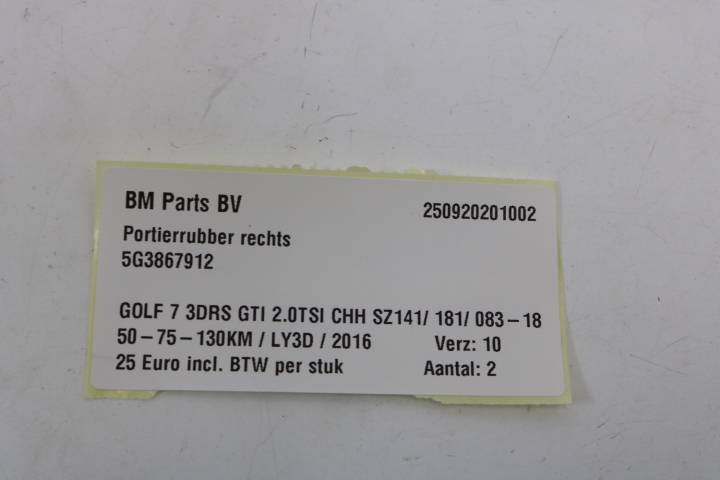 BM Parts BV 250920201002
Portierrubber rechts
5G3867912
GOLF 7 3DRS GTI 2.0TSI CHH SZ141/ 181/ 083-18
50-75-130KM / LY3D / 2016 Verz: 10
25 Euro incl. BTW per stuk Aantal: 2